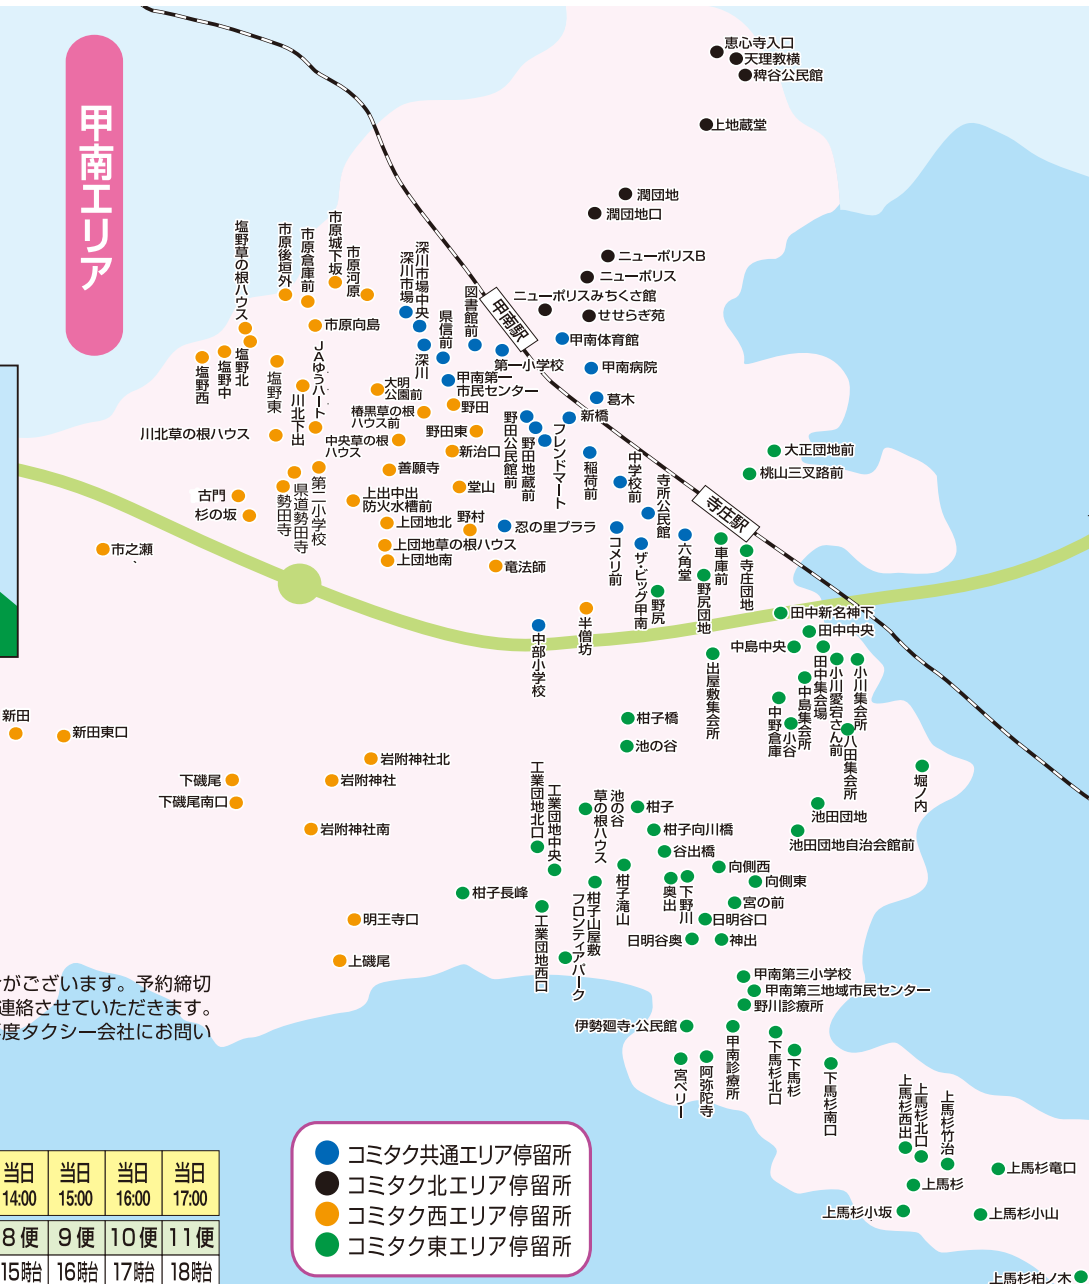 甲南エリア
恵心寺入口
天理教横
稗谷公民館
上地蔵堂
潤団地
潤団地口
ニューポリスB
ニューポリス
ニューポリスみちくさ館
せせらぎ苑
甲南駅
甲南体育館
甲南病院
葛木
新橋
塩野草の根ハウス
市原後垣外
市原倉庫前
市原城下坂
市原河原
深川市場
深川市場中央
図書館前
県信前
市原向島
深川
第一小学校
甲南第一
市民センター
塩野西
塩野中
塩野北
塩野東
JAゆうハート
川北下出
大明
公園前
椿黒草の根
ハウス前
野田
野田東
中央草の根
ハウス
川北草の根ハウス
新治口
善願寺
堂山
野田公民館前
野田地蔵前
フレンドマート
稲荷前
中学校前
寺所公民館
大正団地前
桃山三叉路前
寺庄駅
古門
杉の坂
勢田寺
県道勢田寺
第二小学校
上出中出
防火水槽前
上団地北
野村
忍の里プララ
上団地草の根ハウス
上団地南
竜法師
市之瀬
コメリ前
ザ・ビッグ甲南
六角堂
車庫前
寺庄団地
野尻
野尻団地
半僧坊
中部小学校
田中新名神下
田中中央
中島中央
田中集会場
小川愛宕さん前
小川集会所
中島集会所
中野倉庫
小谷
八田集会所
出屋敷集会所
堀ノ内
池田団地
池田団地自治会館前
新田
新田東口
岩附神社北
岩附神社
岩附神社南
下磯尾
下磯尾南口
明王寺口
上磯尾
柑子橋
池の谷
工業団地北口
工業団地中央
池の谷
草の根ハウス
柑子
柑子向川橋
谷出橋
向側西
向側東
宮の前
柑子長峰
工業団地西口
フロンティアパーク
柑子山屋敷
柑子滝山
奥出
下野川
日明谷口
日明谷奥
神出
甲南第三小学校
甲南第三地域市民センター
野川診療所
伊勢廻寺・公民館
宮ベリー
阿弥陀寺
甲南診療所
下馬杉北口
下馬杉
下馬杉南口
上馬杉西出
上馬杉北口
上馬杉竹治
上馬杉竜口
上馬杉
上馬杉小坂
上馬杉小山
上馬杉柏ノ木
がございます。予約締切
連絡させていただきます。
度タクシー会社にお問い
当日 当日 当日 当日
14:00 15:00 16:00 17:00
8便 9便 10便 11便
15時台 16時台 17時台 18時台
コミタク共通エリア停留所
コミタク北エリア停留所
コミタク西エリア停留所
コミタク東エリア停留所